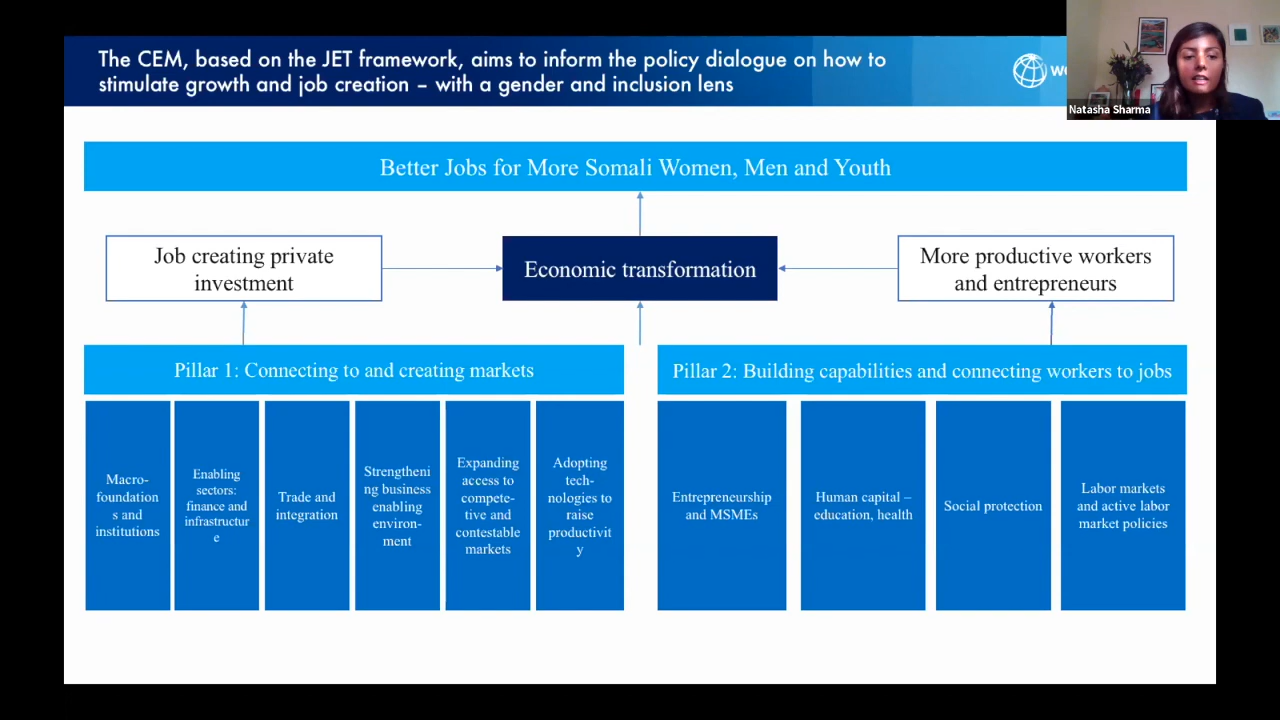 The CEM, based on the JET framework, aims to inform the policy dialogue on how to
stimulate growth and job creation – with a gender and inclusion lens
Natasha Sharma
Better Jobs for More Somali Women, Men and Youth
Job creating private
investment
Economic transformation
More productive workers
and entrepreneurs
Pillar 1: Connecting to and creating markets
Pillar 2: Building capabilities and connecting workers to jobs
Macro-
foundation
s and
institutions
Enabling
sectors:
finance and
infrastructur
e
Trade and
integration
Strengtheni
ng business
enabling
environ-
ment
Expanding
access to
compete-
tive and
contestable
markets
Adopting
tech-
nologies to
raise
productivit
y
Entrepreneurship
and MSMEs
Human capital –
education, health
Social protection
Labor markets
and active labor
market policies